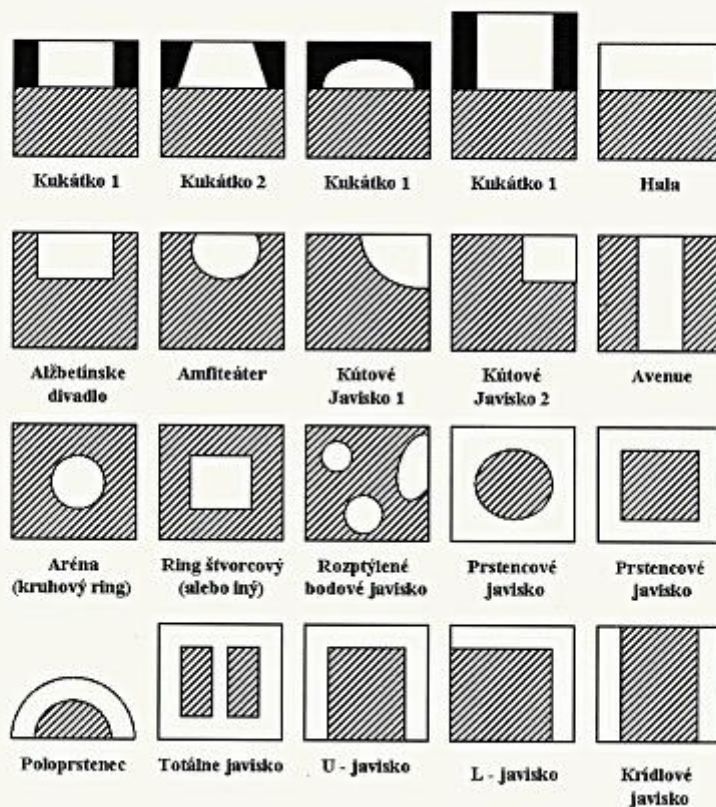 Kukátko 1
Kukátko 2
Kukátko 1
Kukátko 1
Hala
Alžbetínske
divadlo
Amfiteáter
Kútové
Javisko 1
Kútové
Javisko 2
Avenue
Aréna
(kruhový ring)
Ring štvorcový
(alebo iný)
Rozptýlené
bodové javisko
Prstencové
javisko
Prstencové
javisko
Poloprstenec
Totálne javisko
U - javisko
L - javisko
Krídlové
javisko